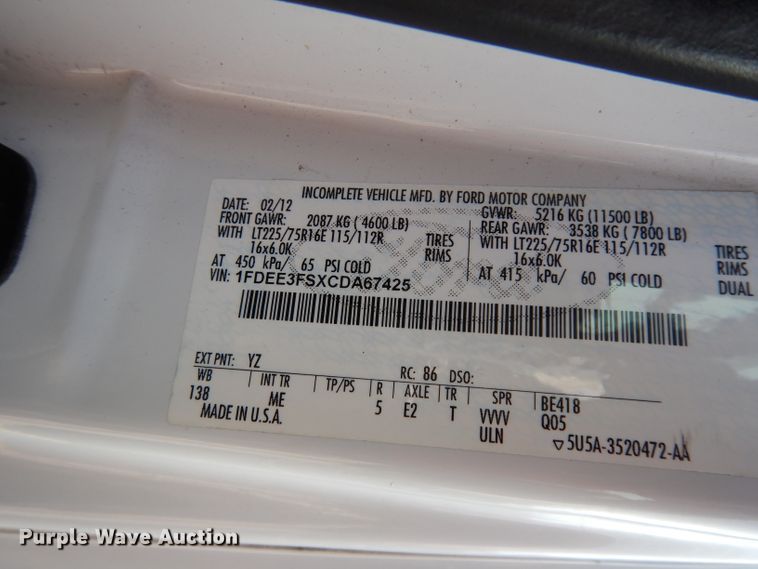 INCOMPLETE VEHICLE MFD. BY FORD MOTOR COMPANY
DATE: 02/12 GVWR: 5216 KG (11500 LB)
FRONT GAWR: 2087 KG ( 4600 LB) REAR GAWR: 3538 KG ( 7800 LB)
WITH LT225/75R16E 115/112R TIRES WITH LT225/75R16E 115/112R TIRES
16x6.0K RIMS 16x6.0K RIMS
AT 450 kPa/ 65 PSI COLD AT 415 kPa/ 60 PSI COLD DUAL
VIN: 1FDEE3FSXCDA67425
EXT PNT: YZ RC: 86 DSO:
WB INT TR TP/PS R AXLE TR SPR BE418
138 ME 5 E2 T VVVV Q05
MADE IN U.S.A. ULN ▽5U5A-3520472-AA
Purple Wave Auction